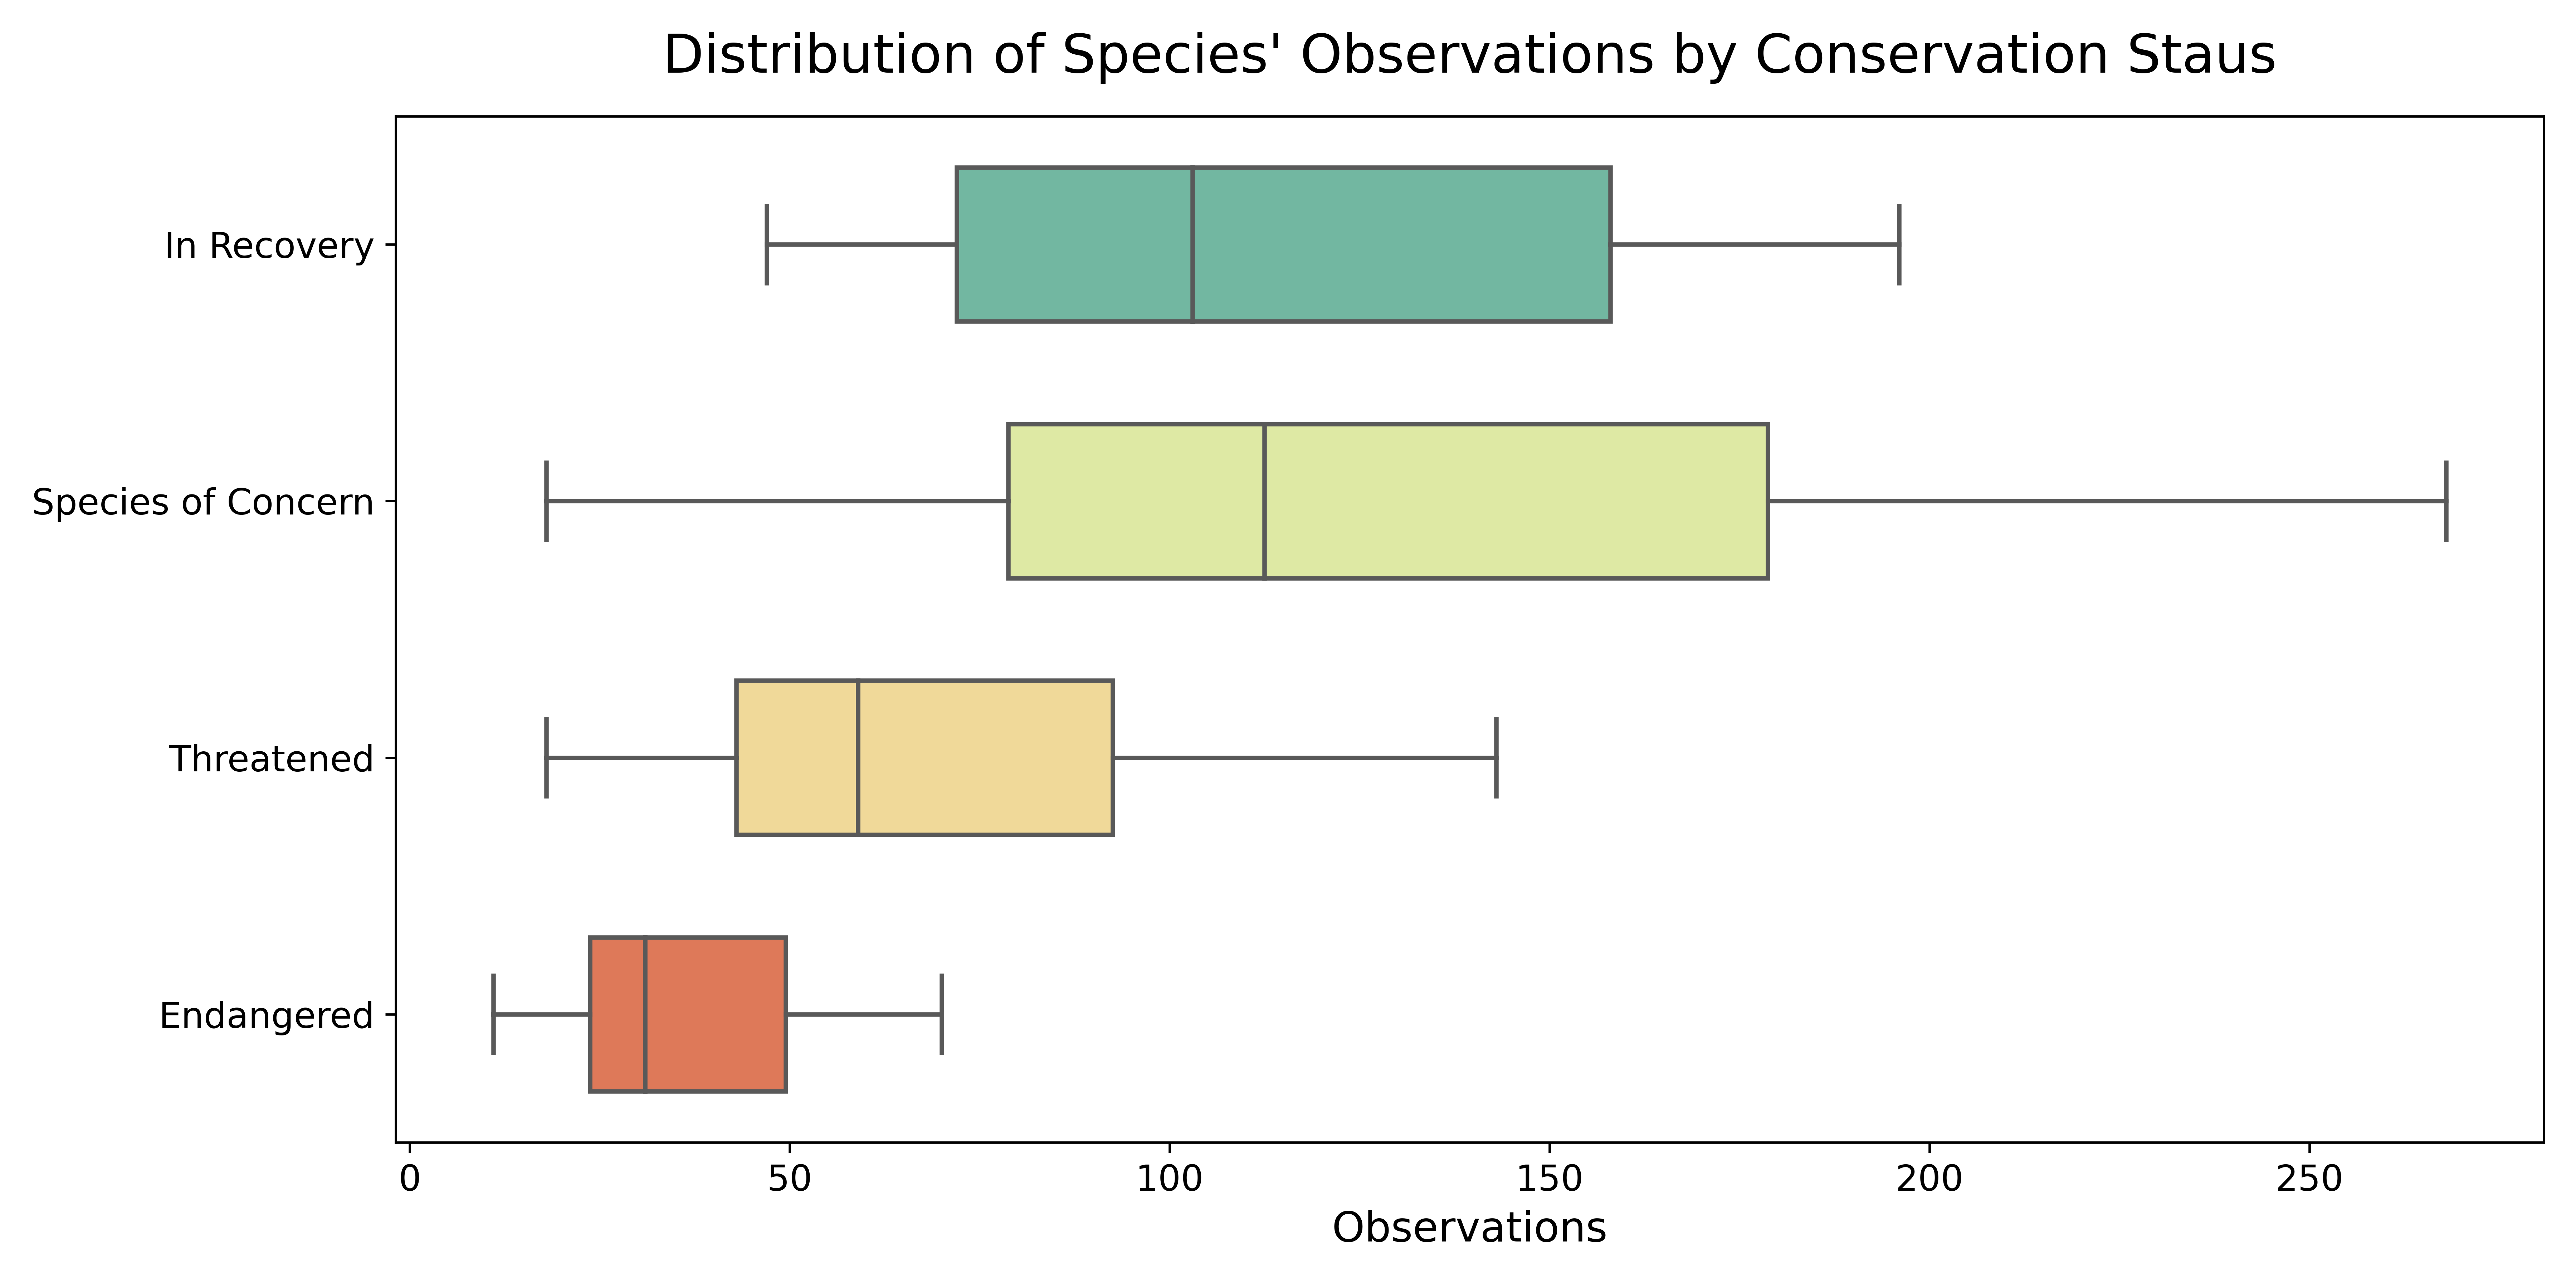 Distribution of Species' Observations by Conservation Staus
In Recovery
Species of Concern
Threatened
Endangered
0 50 100 150 200 250
Observations